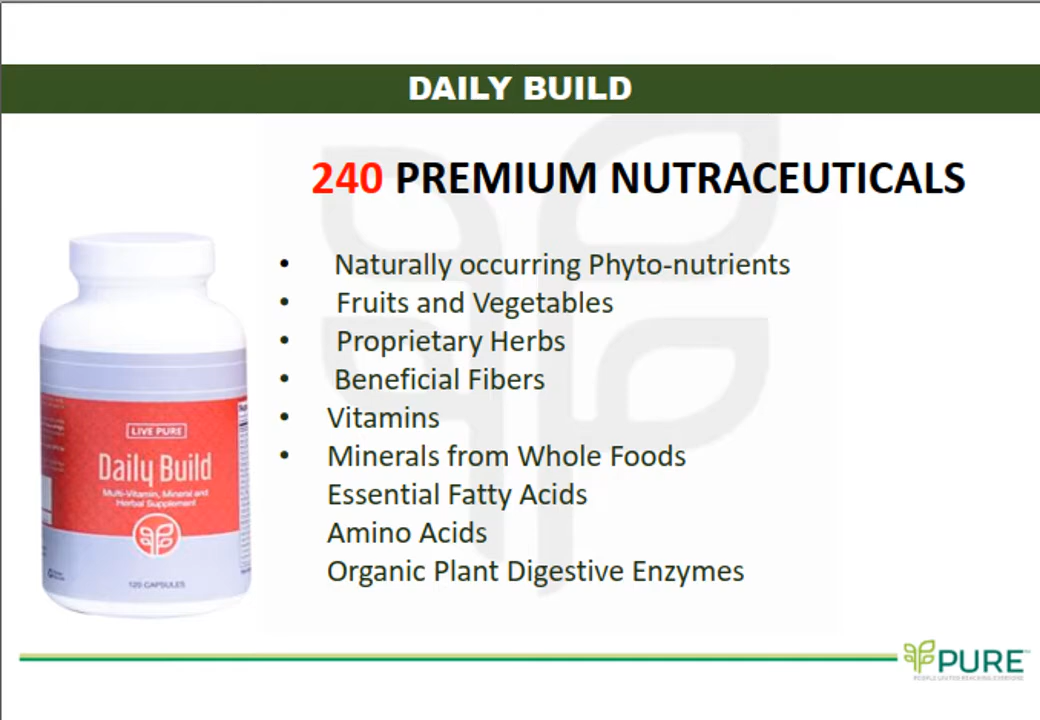 DAILY BUILD
240 PREMIUM NUTRACEUTICALS
• Naturally occurring Phyto-nutrients
• Fruits and Vegetables
• Proprietary Herbs
• Beneficial Fibers
• Vitamins
• Minerals from Whole Foods
Essential Fatty Acids
Amino Acids
Organic Plant Digestive Enzymes
LIVE PURE
Daily Build
Multi-Vitamin, Mineral and
Herbal Supplement
120 CAPSULES
PURE